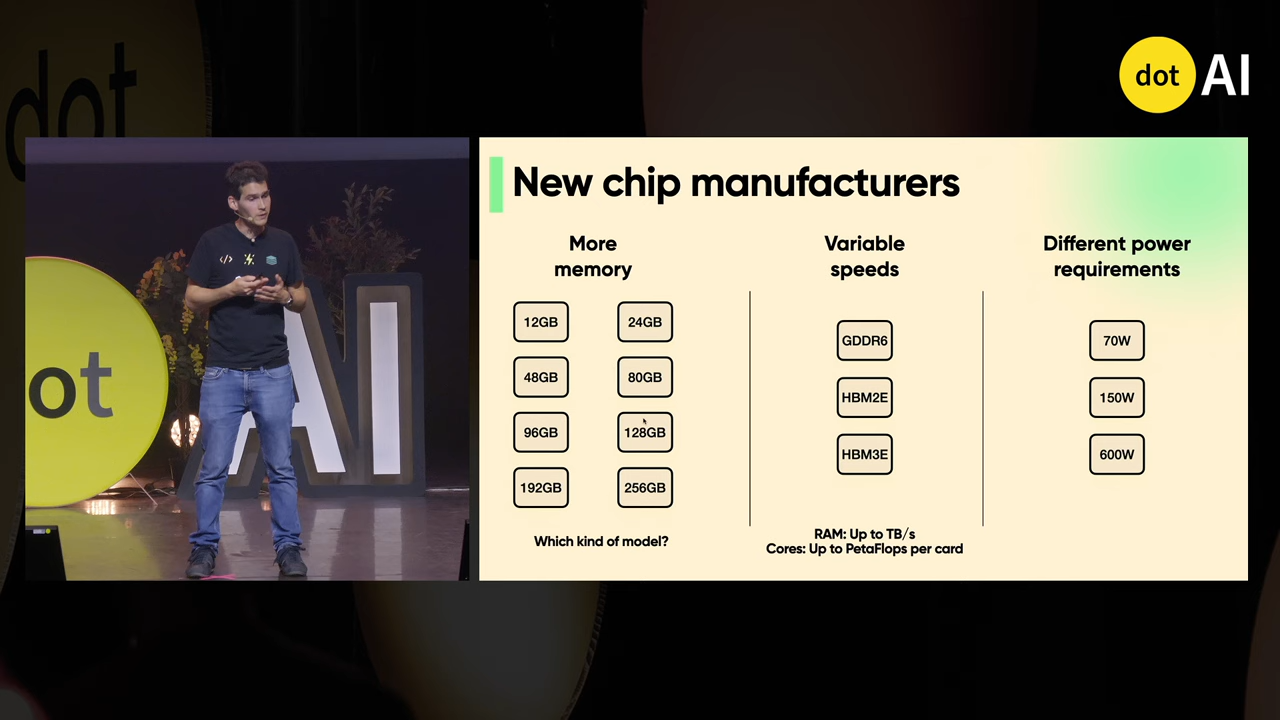 dot
dot AI
ot
AI
</>
New chip manufacturers
More
memory
12GB
24GB
48GB
80GB
96GB
128GB
192GB
256GB
Which kind of model?
Variable
speeds
GDDR6
HBM2E
HBM3E
RAM: Up to TB/s
Cores: Up to PetaFlops per card
Different power
requirements
70W
150W
600W